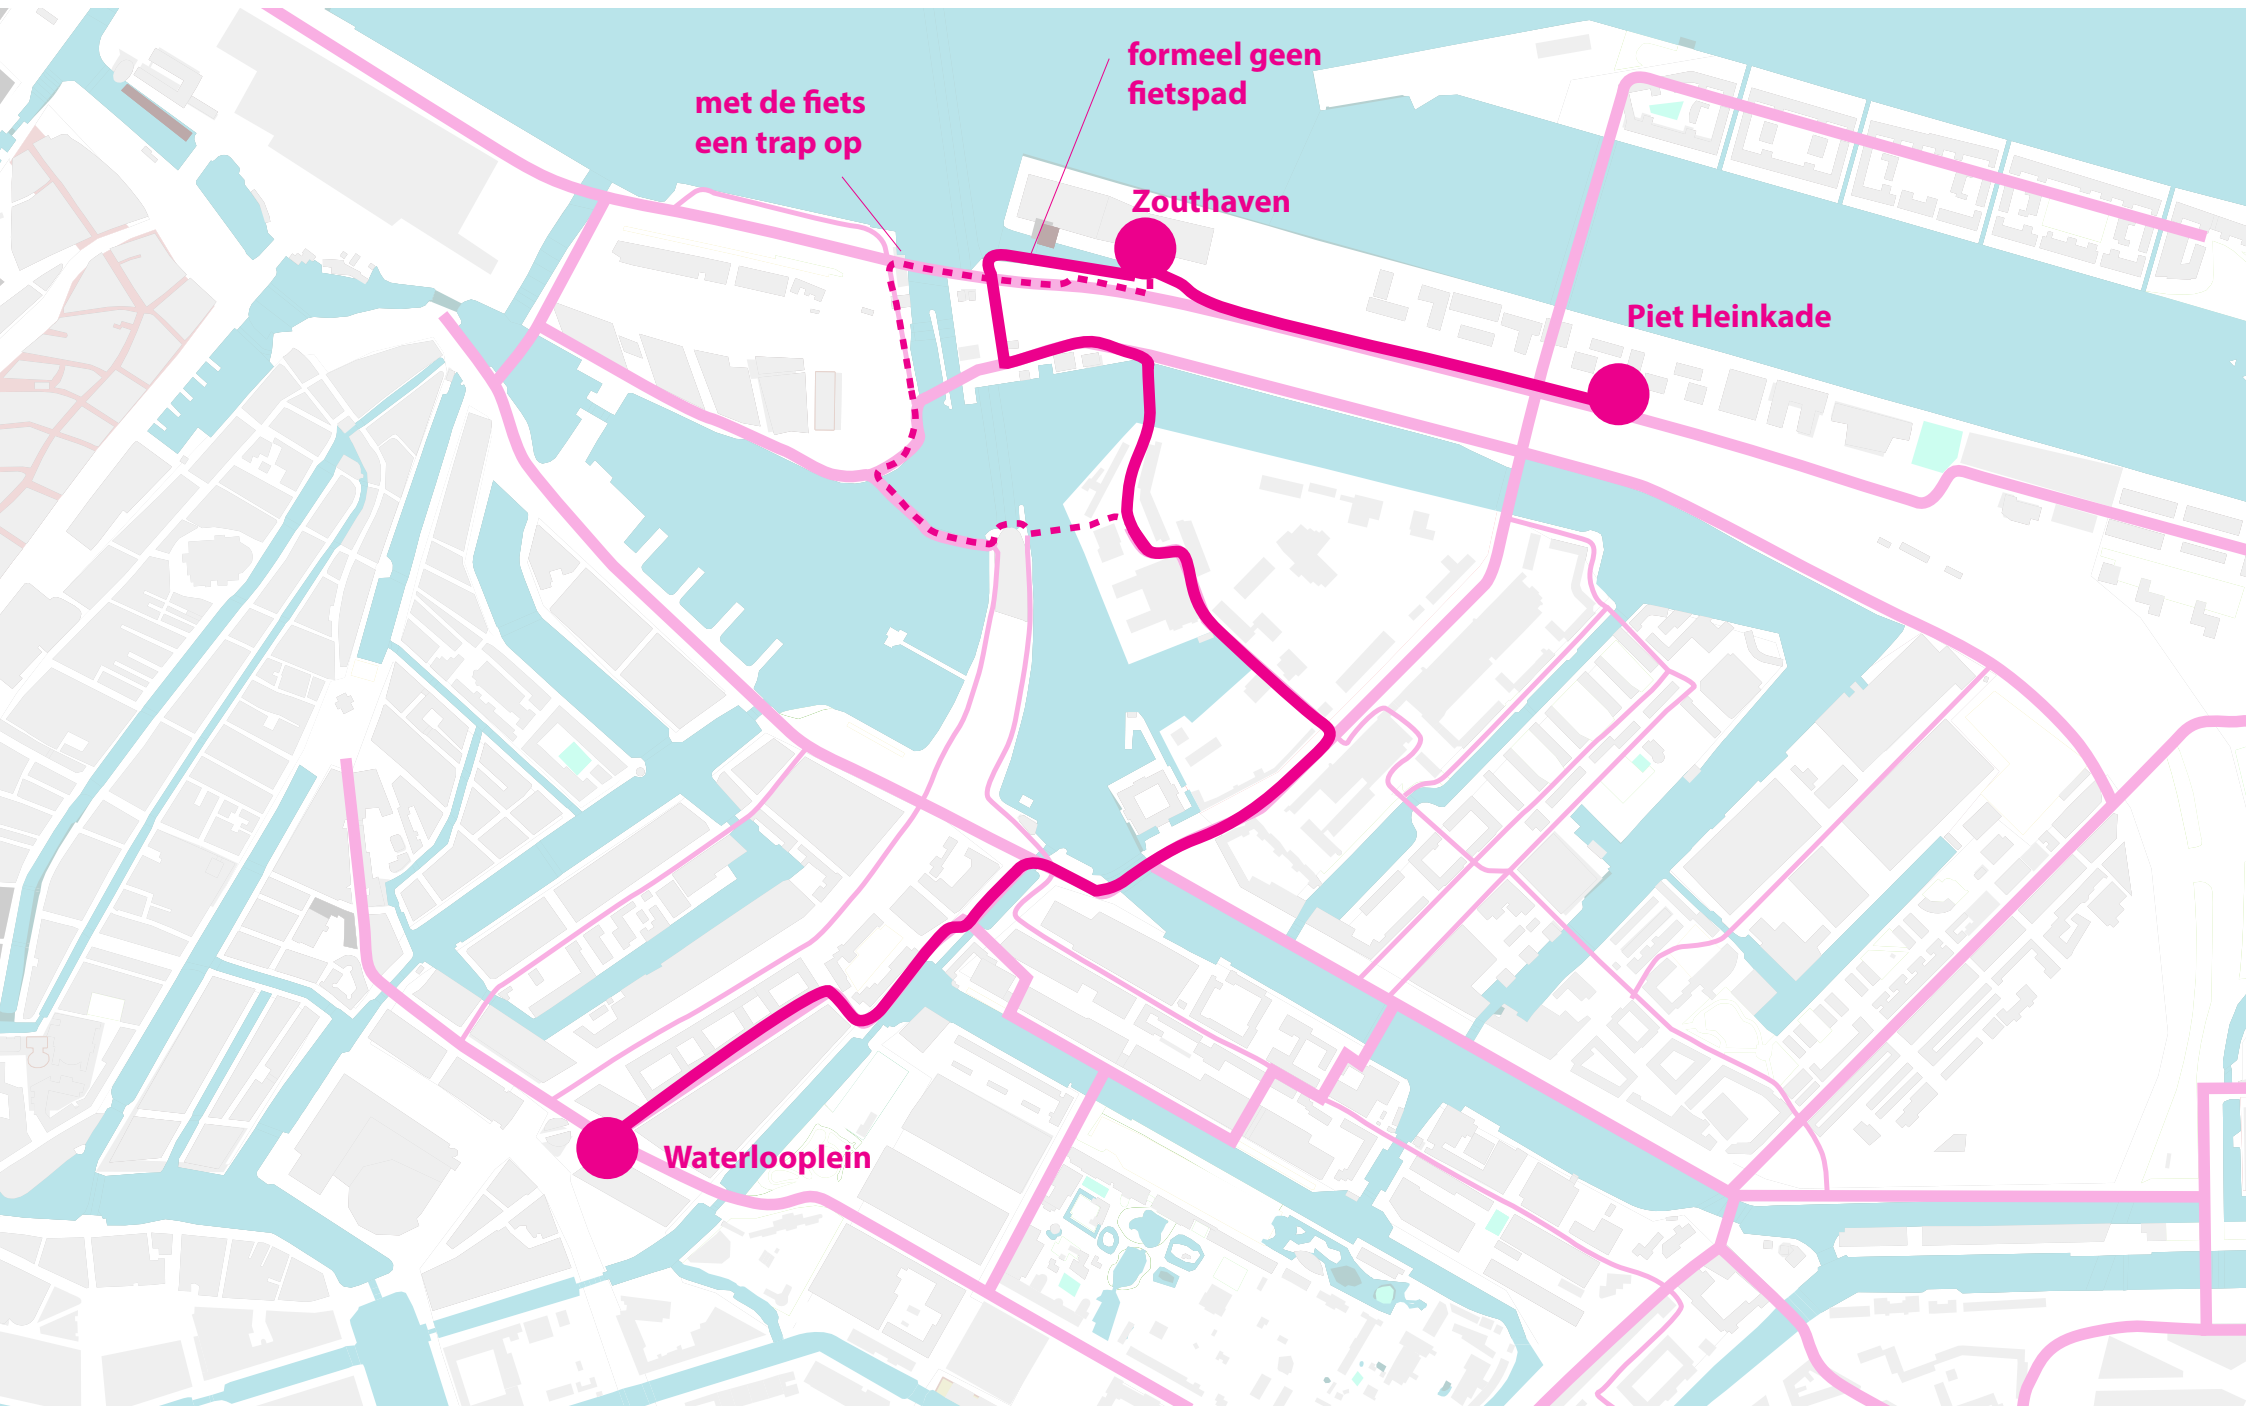 formeel geen
fietspad
met de fiets
een trap op
Zouthaven
Piet Heinkade
Waterlooplein